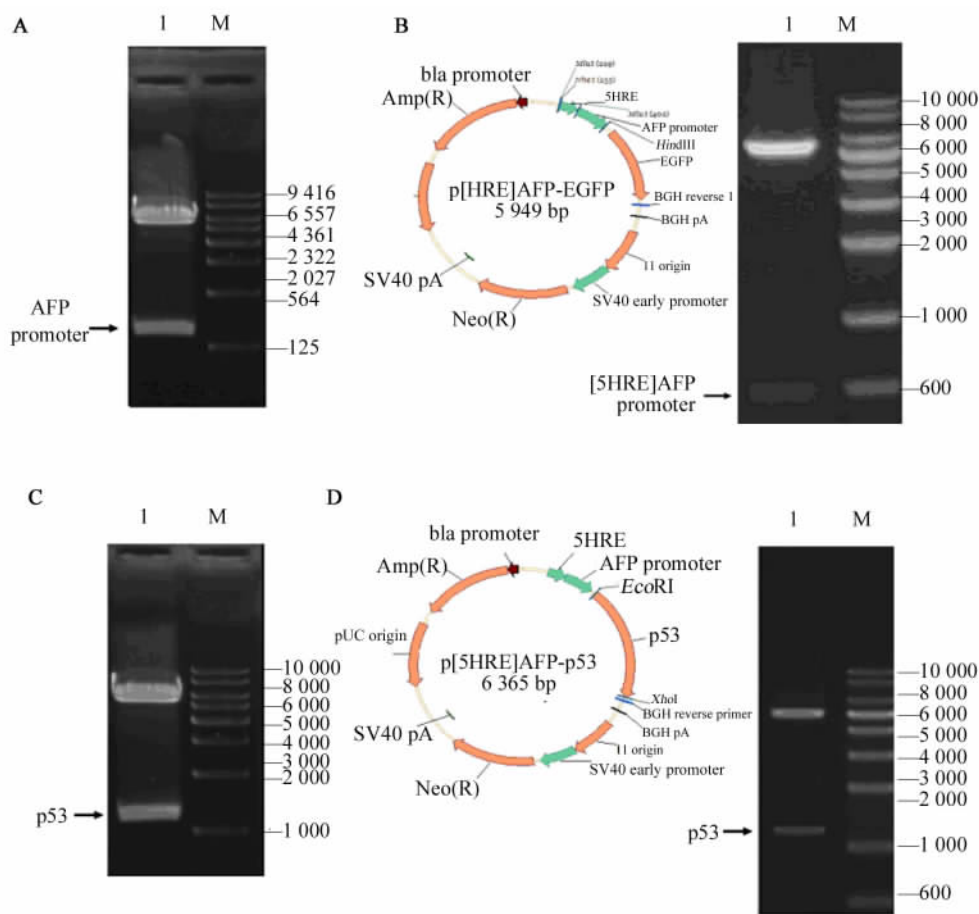 A
1 M
9 416
6 557
4 361
2 322
2 027
564
125
AFP
promoter
B
bla promoter
Amp(R)
5HRE
AFP promoter
HindIII
EGFP
p[HRE]AFP-EGFP
5 949 bp
BGH reverse 1
BGH pA
f1 origin
SV40 pA
SV40 early promoter
Neo(R)
1 M
10 000
8 000
6 000
5 000
4 000
3 000
2 000
1 000
600
[5HRE]AFP
promoter
C
1 M
10 000
8 000
6 000
5 000
4 000
3 000
2 000
1 000
p53
D
bla promoter
5HRE
Amp(R)
AFP promoter
EcoRI
pUC origin
p53
p[5HRE]AFP-p53
6 365 bp
XhoI
BGH reverse primer
BGH pA
SV40 pA
f1 origin
SV40 early promoter
Neo(R)
1 M
10 000
8 000
6 000
5 000
4 000
3 000
2 000
1 000
600
p53